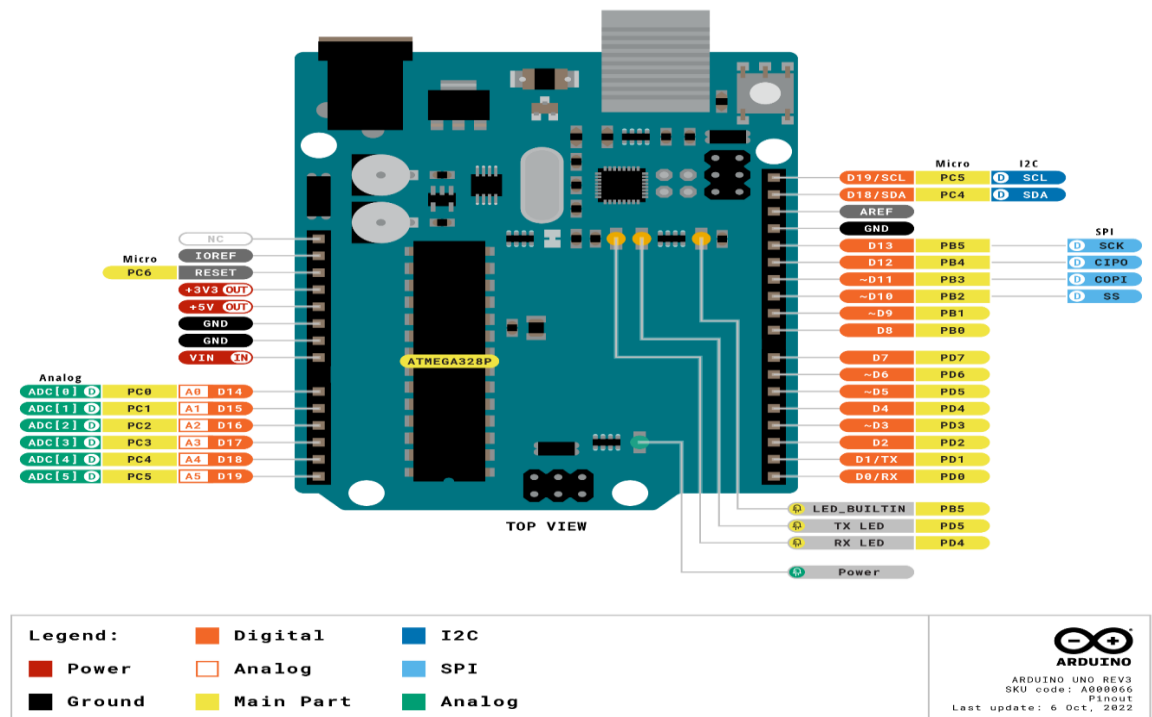 Micro I2C
D19/SCL PC5 D SCL
D18/SDA PC4 D SDA
AREF
GND
SPI
D13 PB5 D SCK
D12 PB4 D CIPO
~D11 PB3 D COPI
~D10 PB2 D SS
~D9 PB1
D8 PB0
D7 PD7
~D6 PD6
~D5 PD5
D4 PD4
~D3 PD3
D2 PD2
D1/TX PD1
D0/RX PD0
LED_BUILTIN PB5
TX LED PD5
RX LED PD4
Power
NC
IOREF
Micro
PC6 RESET
+3V3 OUT
+5V OUT
GND
GND
VIN IN
Analog
ADC[0] D PC0 A0 D14
ADC[1] D PC1 A1 D15
ADC[2] D PC2 A2 D16
ADC[3] D PC3 A3 D17
ADC[4] D PC4 A4 D18
ADC[5] D PC5 A5 D19
ATMEGA328P
TOP VIEW
Legend:
Power
Ground
Digital
Analog
Main Part
I2C
SPI
Analog
ARDUINO
ARDUINO UNO REV3
SKU code: A000066
Pinout
Last update: 6 Oct, 2022